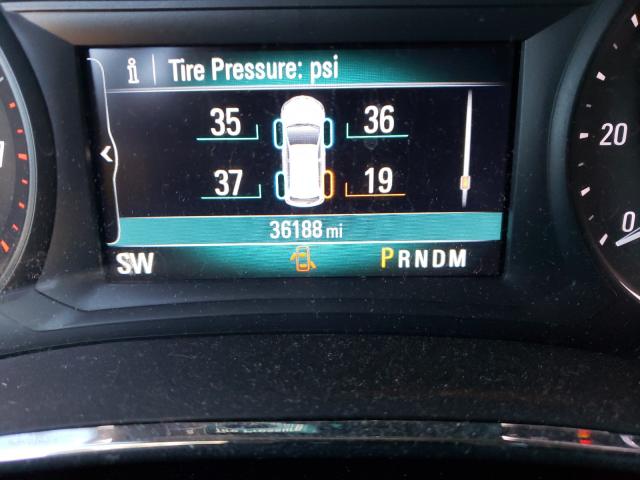 i Tire Pressure: psi
35 36
37 19
36188 mi
SW PRNDM
20
0